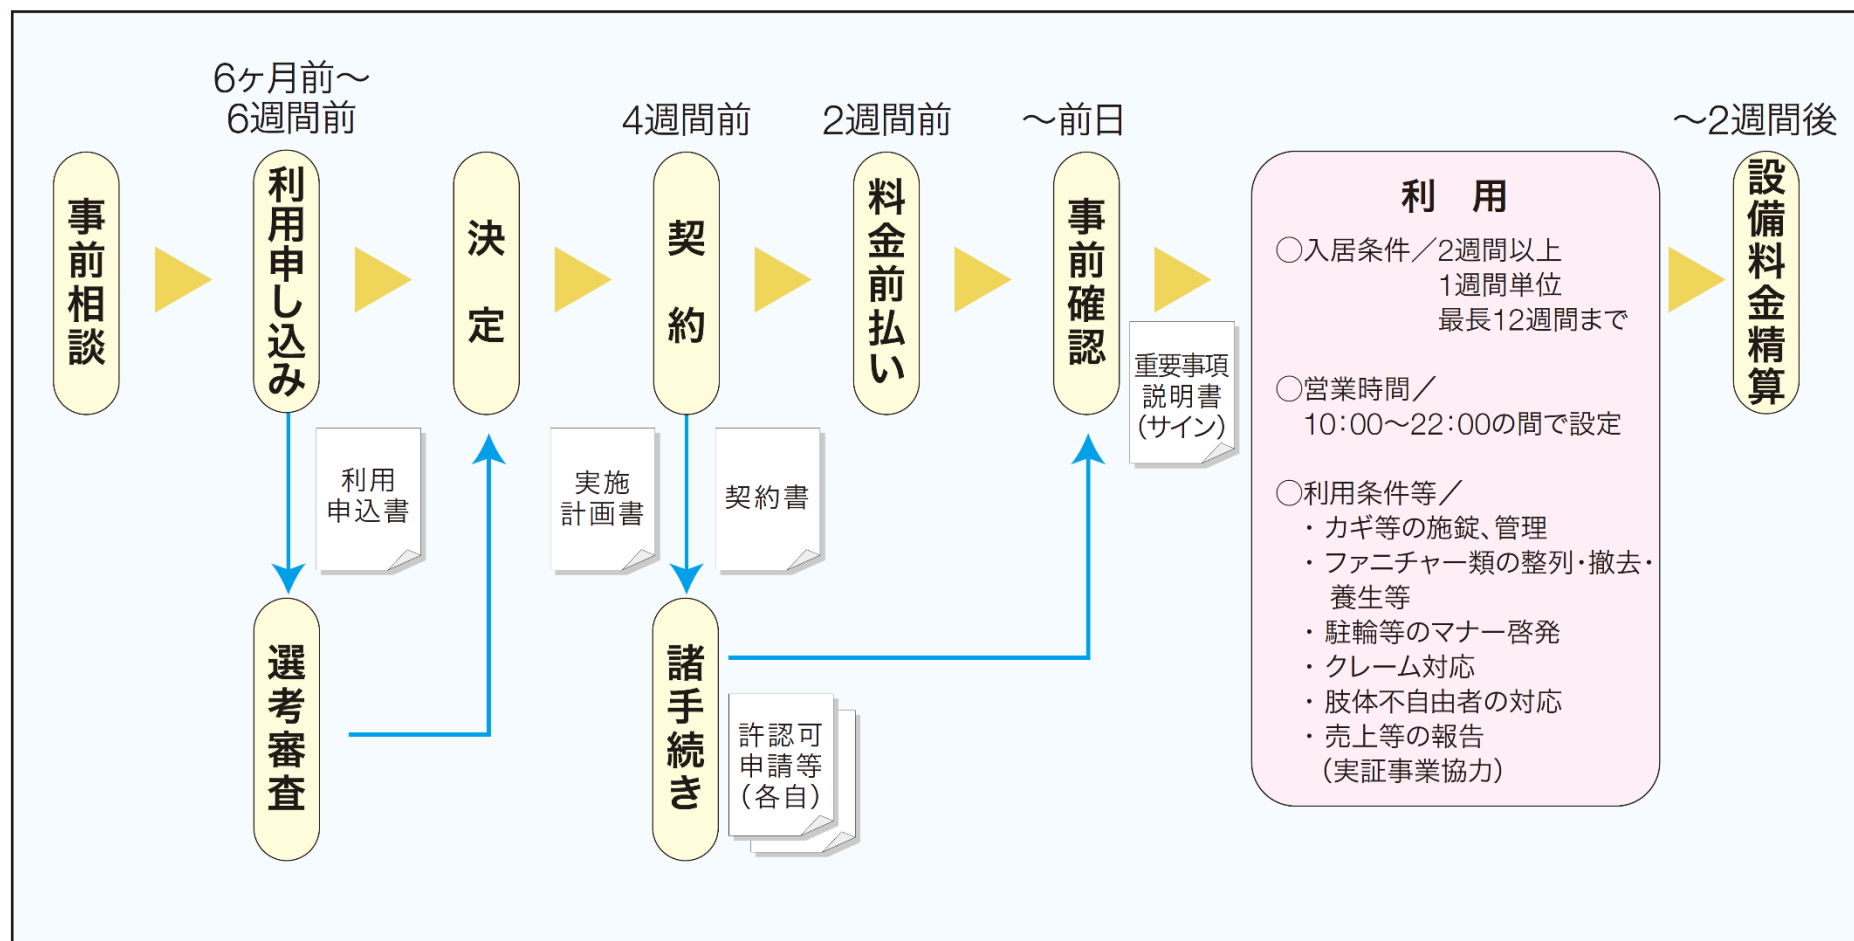 6ヶ月前～
6週間前
4週間前
2週間前
～前日
～2週間後
事前相談
利用申し込み
決定
契約
料金前払い
事前確認
利用
○入居条件／2週間以上
1週間単位
最長12週間まで
○営業時間／
10：00～22：00の間で設定
○利用条件等／
・カギ等の施錠、管理
・ファニチャー類の整列・撤去・
養生等
・駐輪等のマナー啓発
・クレーム対応
・肢体不自由者の対応
・売上等の報告
（実証事業協力）
設備料金精算
重要事項
説明書
（サイン）
利用
申込書
実施
計画書
契約書
選考審査
諸手続き
許認可
申請等
（各自）